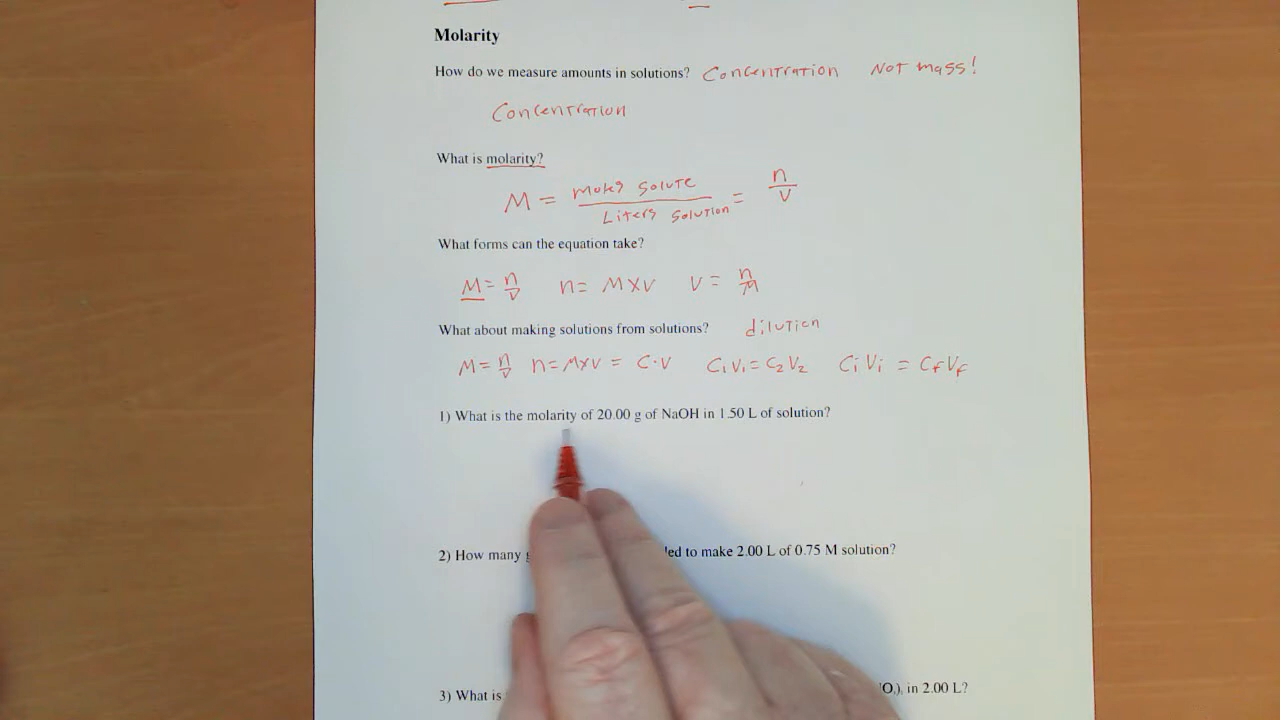 Molarity
How do we measure amounts in solutions? Concentration Not mass!
Concentration
What is molarity?
M = moles solute / Liters solution = n / V
What forms can the equation take?
M = n / V n = M x V V = n / M
What about making solutions from solutions? dilution
M = n / V n = M x V = C · V C₁V₁ = C₂V₂ CᵢVᵢ = CfVf
1) What is the molarity of 20.00 g of NaOH in 1.50 L of solution?
2) How many to make 2.00 L of 0.75 M solution?
3) What is in 2.00 L?